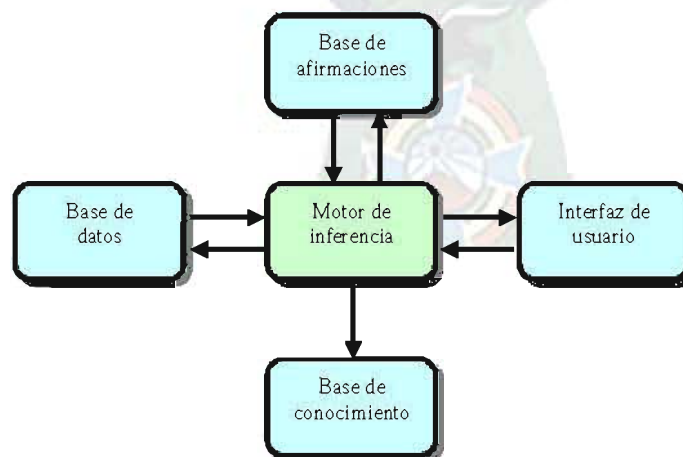 Base de
afirmaciones
Base de
datos
Motor de
inferencia
Interfaz de
usuario
Base de
conocimiento